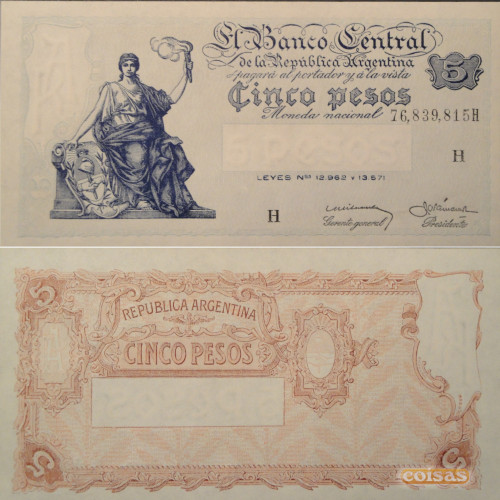 El Banco Central
de la República Argentina
pagará al portador y á la vista
5
Cinco pesos
Moneda nacional 76,839,815H
H
LEYES Nos 12.962 y 13.571
H
Gerente general
Presidente
5
REPUBLICA ARGENTINA
CINCO PESOS
5
5
coisas